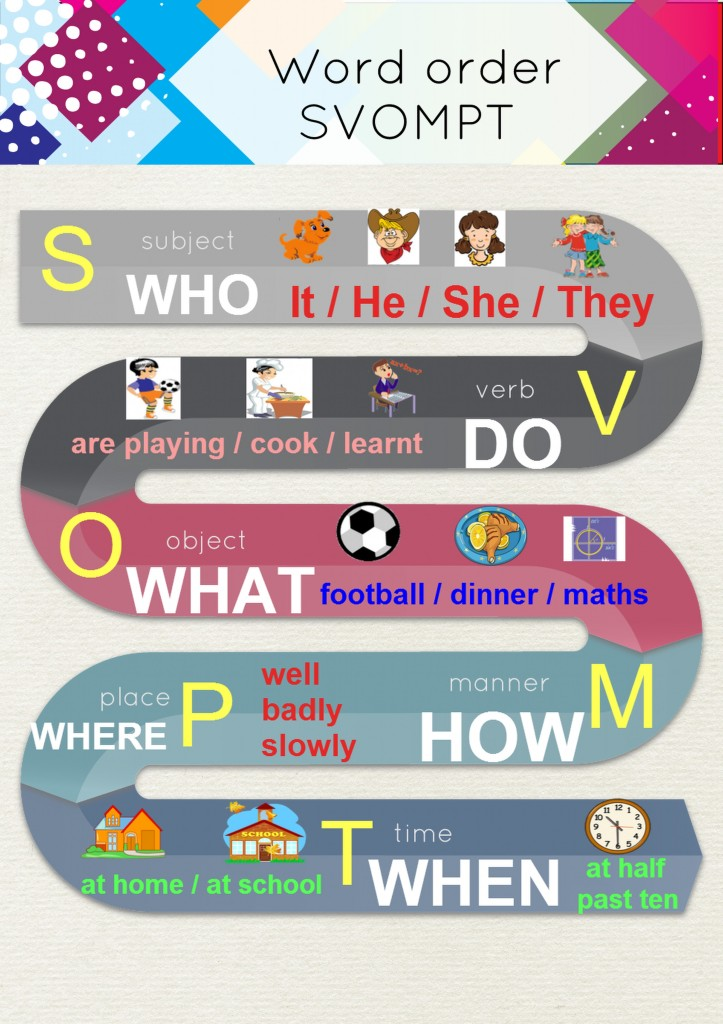 Word order
SVOMPT
S subject
WHO It / He / She / They
verb V
are playing / cook / learnt DO
O object
WHAT football / dinner / maths
manner M
HOW
well
badly
slowly
place P
WHERE
at home / at school
SCHOOL
T time
WHEN
at half
past ten